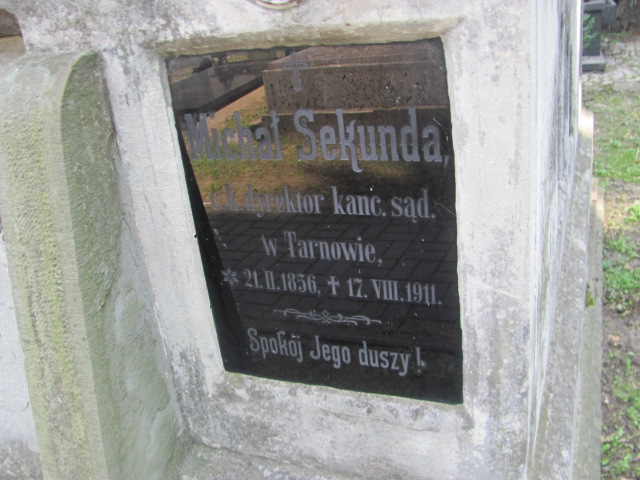 Michał Sekunda,
c.k. dyrektor kanc. sąd.
w Tarnowie,
* 21. II. 1856, ✝ 17. VIII. 1911.
Spokój Jego duszy!